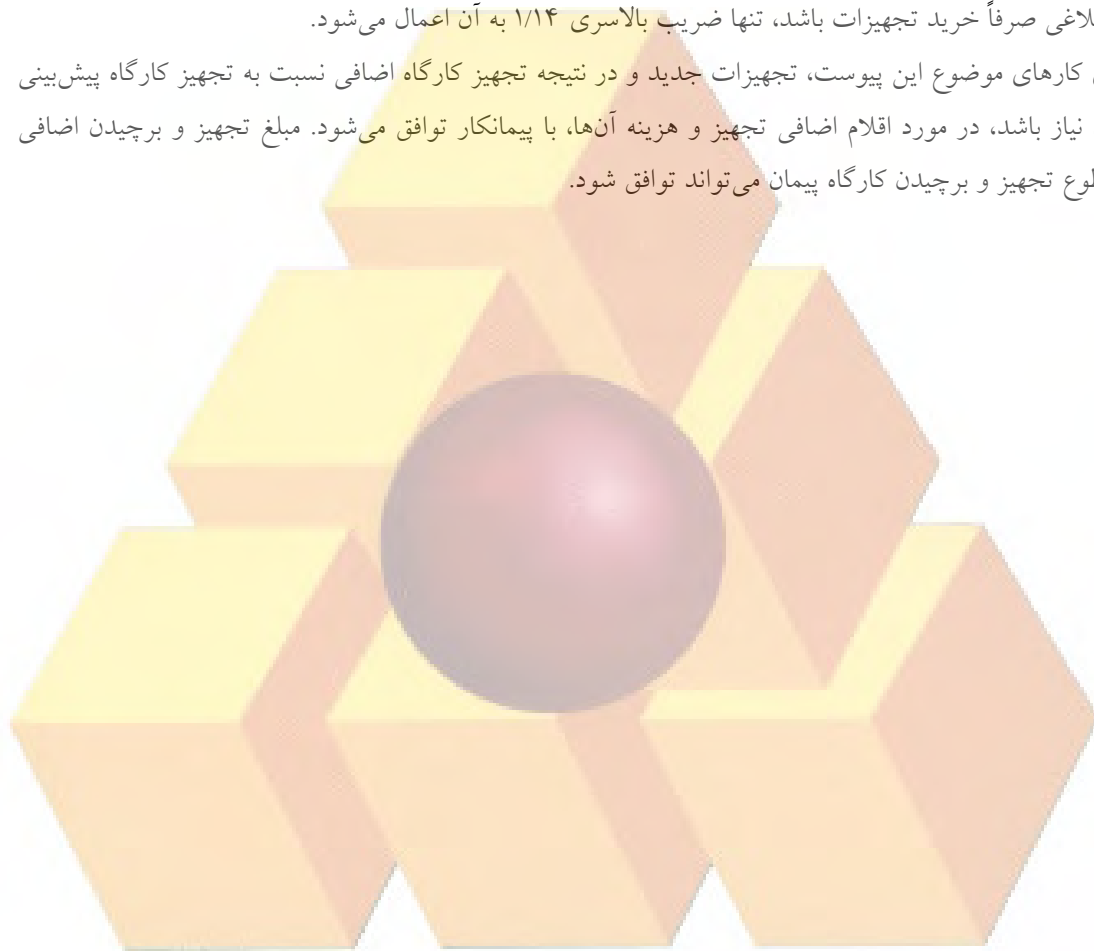 لاغی صرفاً خرید تجهیزات باشد، تنها ضریب بالاسری ۱/۱۴ به آن اعمال می‌شود.
کارهای موضوع این پیوست، تجهیزات جدید و در نتیجه تجهیز کارگاه اضافی نسبت به تجهیز کارگاه پیش‌بینی
نیاز باشد، در مورد اقلام اضافی تجهیز و هزینه آن‌ها، با پیمانکار توافق می‌شود. مبلغ تجهیز و برچیدن اضافی
طوع تجهیز و برچیدن کارگاه پیمان می‌تواند توافق شود.